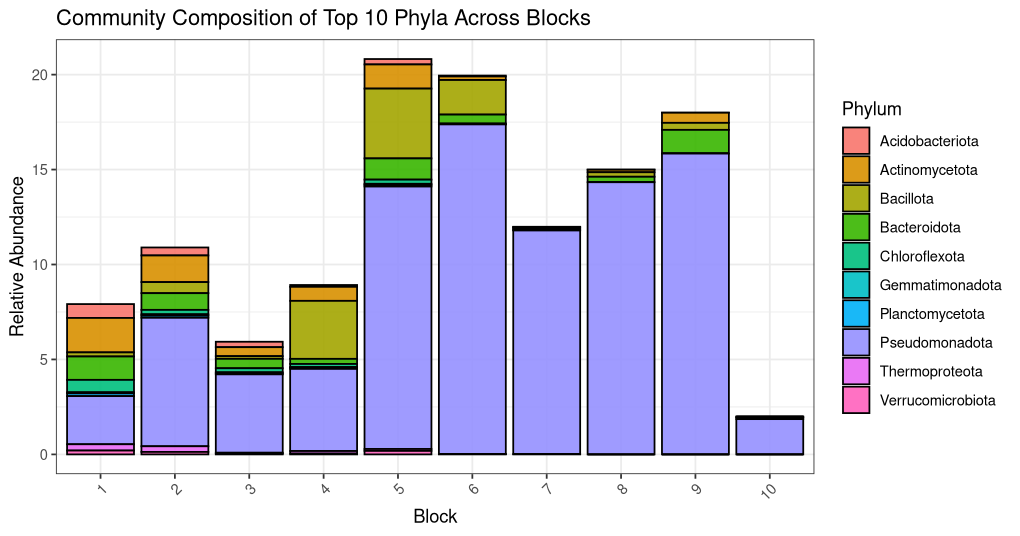 Community Composition of Top 10 Phyla Across Blocks
Relative Abundance
20
15
10
5
0
1
2
3
4
5
6
7
8
9
10
Block
Phylum
Acidobacteriota
Actinomycetota
Bacillota
Bacteroidota
Chloroflexota
Gemmatimonadota
Planctomycetota
Pseudomonadota
Thermoproteota
Verrucomicrobiota